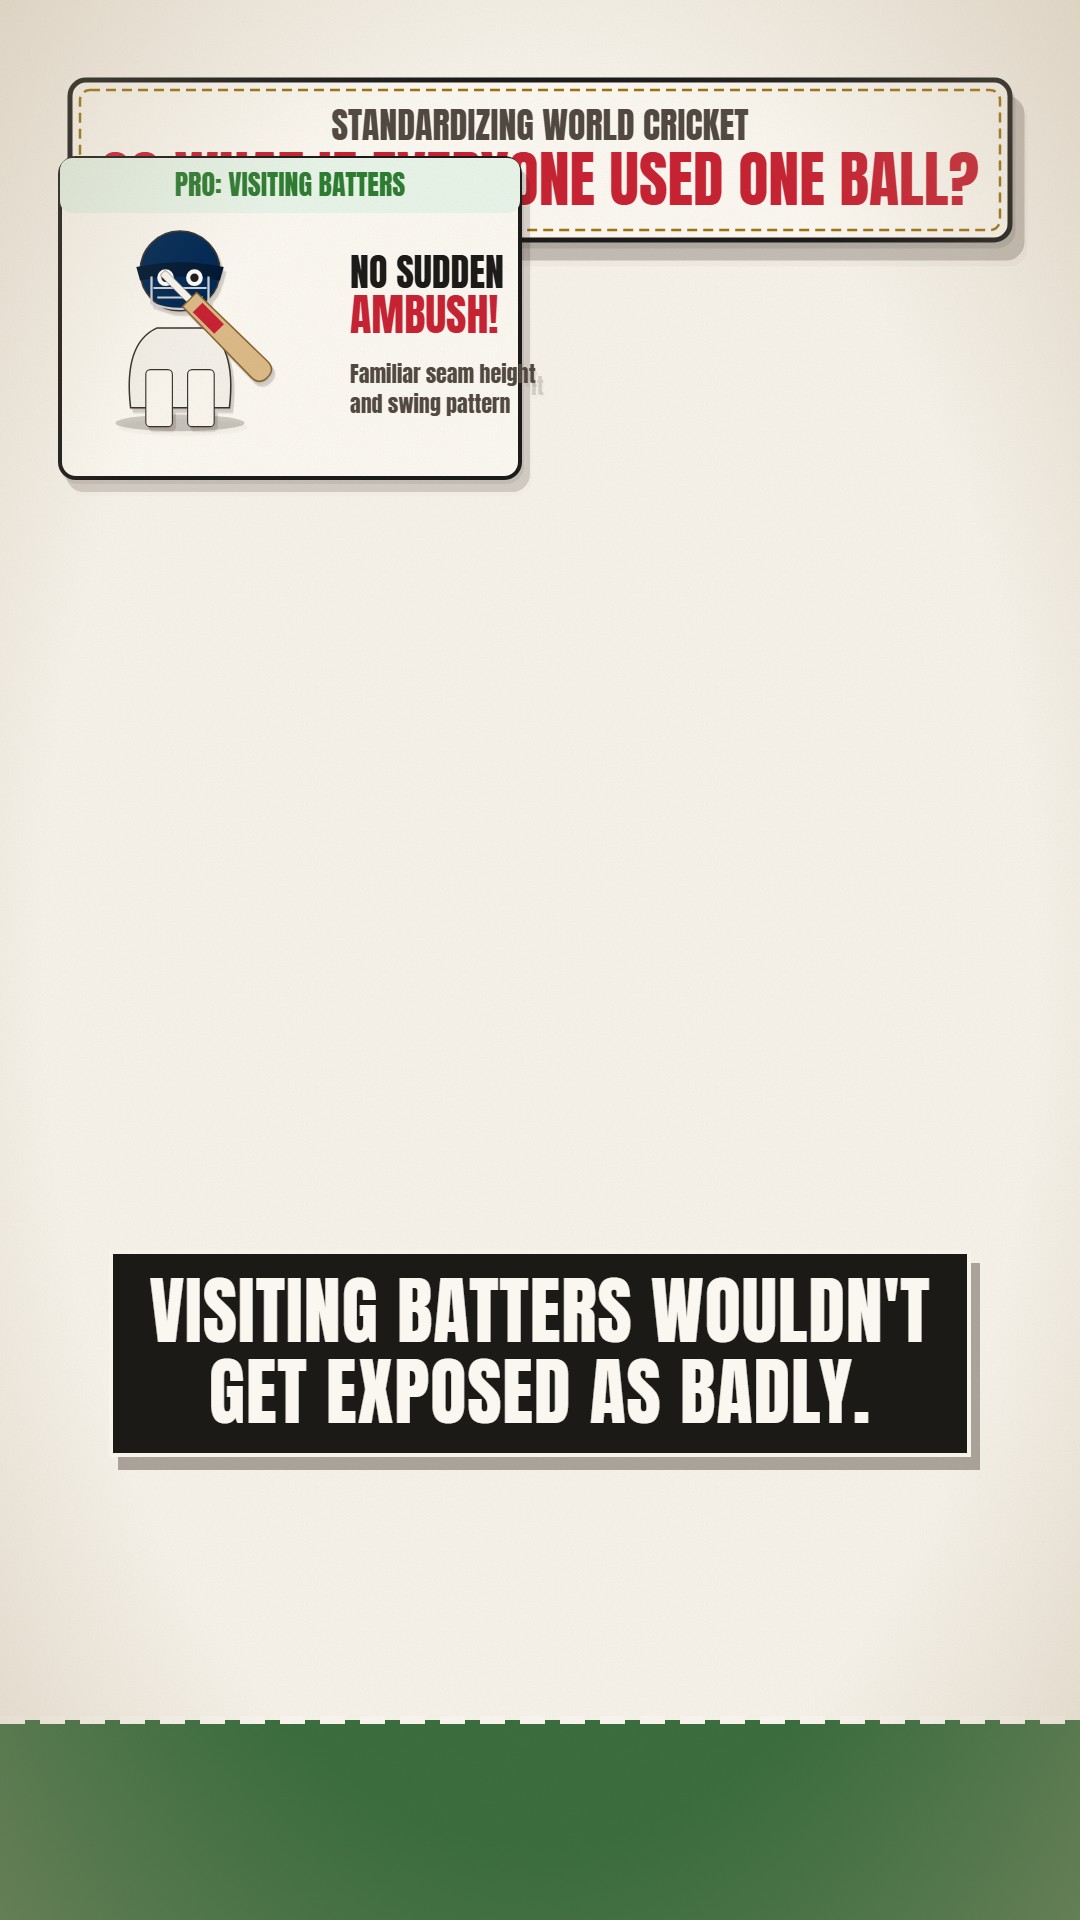 STANDARDIZING WORLD CRICKET
ONE USED ONE BALL?
PRO: VISITING BATTERS
NO SUDDEN
AMBUSH!
Familiar seam height
and swing pattern
VISITING BATTERS WOULDN'T
GET EXPOSED AS BADLY.